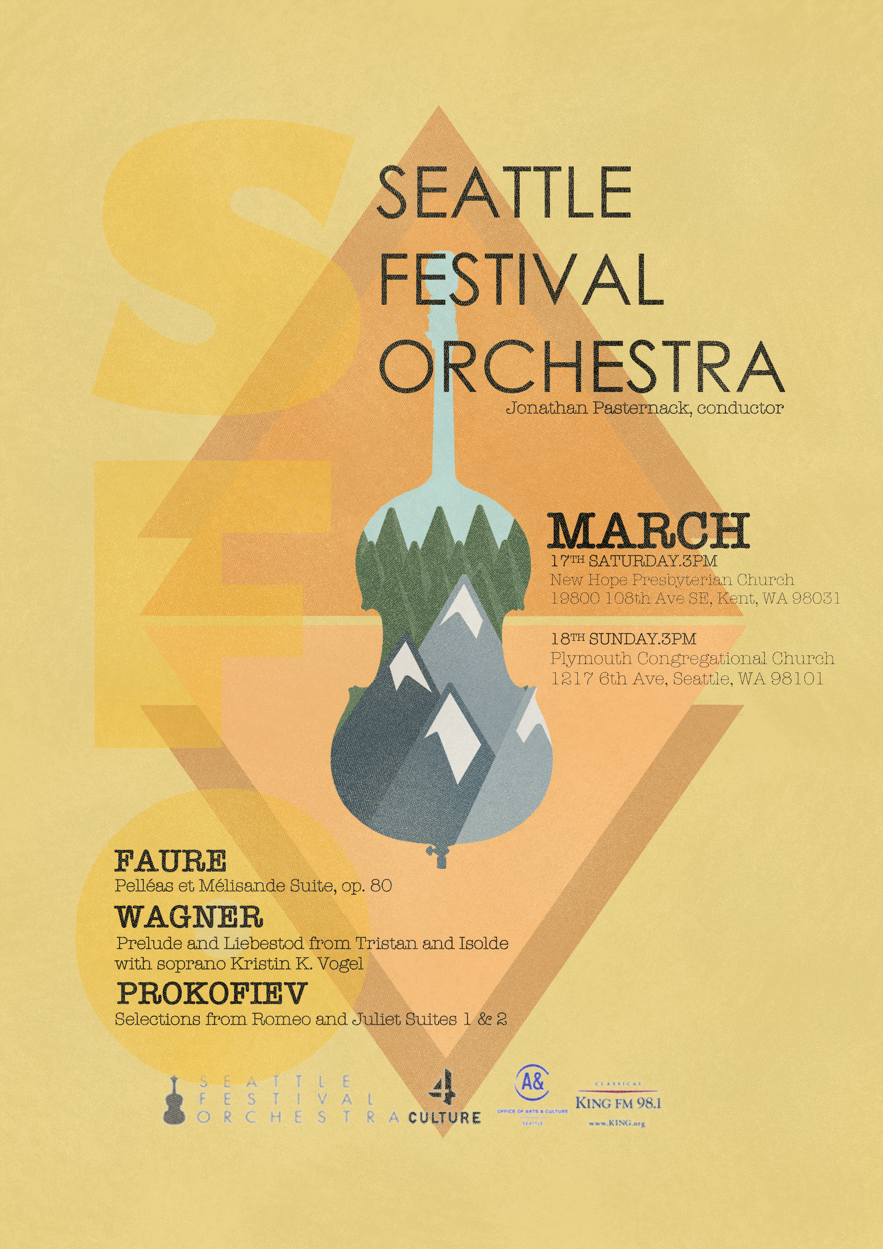 SEATTLE
FESTIVAL
ORCHESTRA
Jonathan Pasternack, conductor
S
F
O
MARCH
17TH SATURDAY.3PM
New Hope Presbyterian Church
19800 108th Ave SE, Kent, WA 98031
18TH SUNDAY.3PM
Plymouth Congregational Church
1217 6th Ave, Seattle, WA 98101
FAURE
Pelléas et Mélisande Suite, op. 80
WAGNER
Prelude and Liebestod from Tristan and Isolde
with soprano Kristin K. Vogel
PROKOFIEV
Selections from Romeo and Juliet Suites 1 & 2
SEATTLE
FESTIVAL
ORCHESTRA
4
CULTURE
A&
OFFICE OF ARTS & CULTURE
SEATTLE
CLASSICAL
KING FM 98.1
www.KING.org